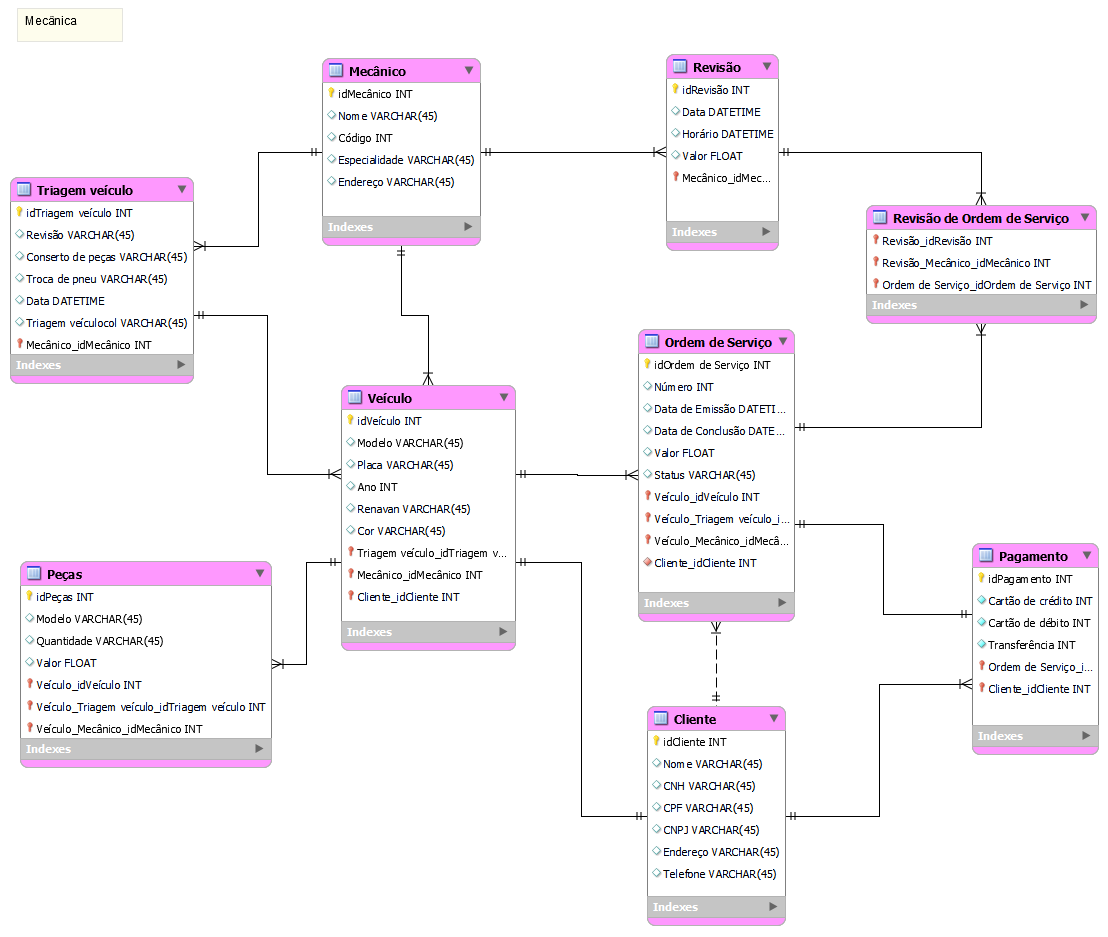 Mecânica
Mecânico
idMecânico INT
Nome VARCHAR(45)
Código INT
Especialidade VARCHAR(45)
Endereço VARCHAR(45)
Indexes
Revisão
idRevisão INT
Data DATETIME
Horário DATETIME
Valor FLOAT
Mecânico_idMec...
Indexes
Triagem veículo
idTriagem veículo INT
Revisão VARCHAR(45)
Conserto de peças VARCHAR(45)
Troca de pneu VARCHAR(45)
Data DATETIME
Triagem veículocol VARCHAR(45)
Mecânico_idMecânico INT
Indexes
Revisão de Ordem de Serviço
Revisão_idRevisão INT
Revisão_Mecânico_idMecânico INT
Ordem de Serviço_idOrdem de Serviço INT
Indexes
Ordem de Serviço
idOrdem de Serviço INT
Número INT
Data de Emissão DATETI...
Data de Conclusão DATE...
Valor FLOAT
Status VARCHAR(45)
Veículo_idVeículo INT
Veículo_Triagem veículo_i...
Veículo_Mecânico_idMecâ...
Cliente_idCliente INT
Indexes
Veículo
idVeículo INT
Modelo VARCHAR(45)
Placa VARCHAR(45)
Ano INT
Renavan VARCHAR(45)
Cor VARCHAR(45)
Triagem veículo_idTriagem v...
Mecânico_idMecânico INT
Cliente_idCliente INT
Indexes
Pagamento
idPagamento INT
Cartão de crédito INT
Cartão de débito INT
Transferência INT
Ordem de Serviço_i...
Cliente_idCliente INT
Indexes
Peças
idPeças INT
Modelo VARCHAR(45)
Quantidade VARCHAR(45)
Valor FLOAT
Veículo_idVeículo INT
Veículo_Triagem veículo_idTriagem veículo INT
Veículo_Mecânico_idMecânico INT
Indexes
Cliente
idCliente INT
Nome VARCHAR(45)
CNH VARCHAR(45)
CPF VARCHAR(45)
CNPJ VARCHAR(45)
Endereço VARCHAR(45)
Telefone VARCHAR(45)
Indexes